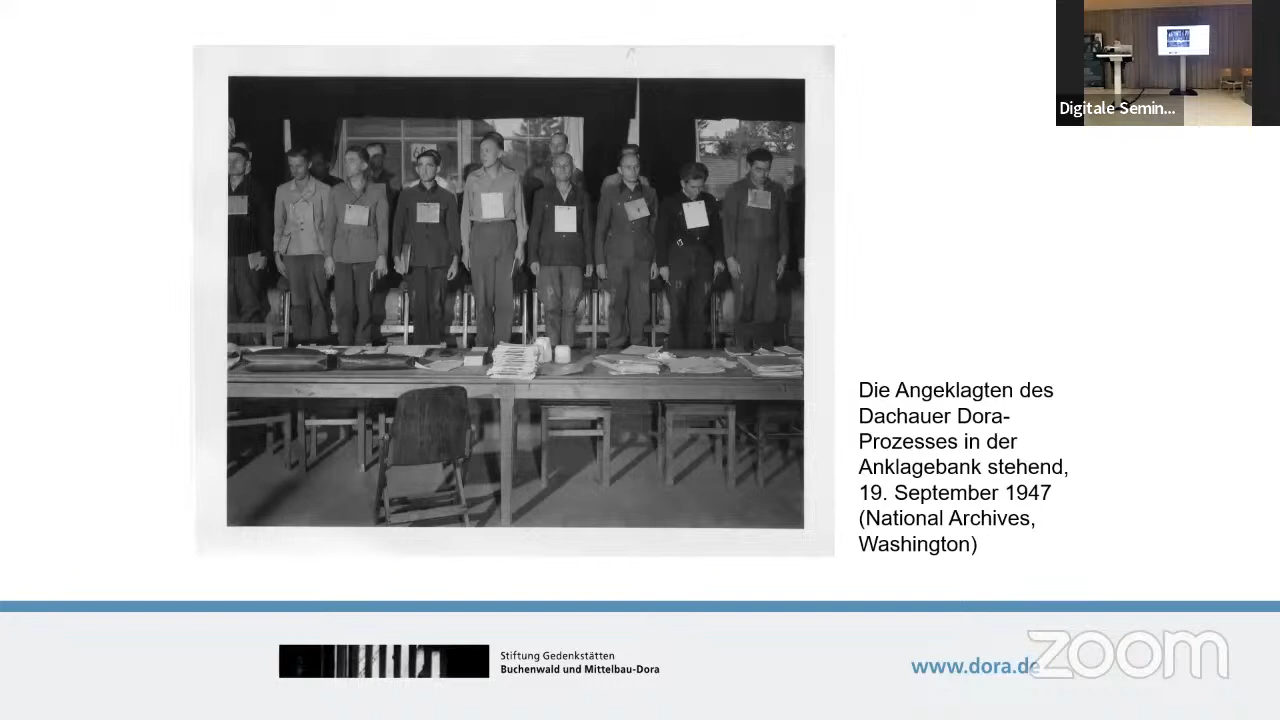 Digitale Semin...
Die Angeklagten des
Dachauer Dora-
Prozesses in der
Anklagebank stehend,
19. September 1947
(National Archives,
Washington)
Stiftung Gedenkstätten
Buchenwald und Mittelbau-Dora
www.dora.de
zoom